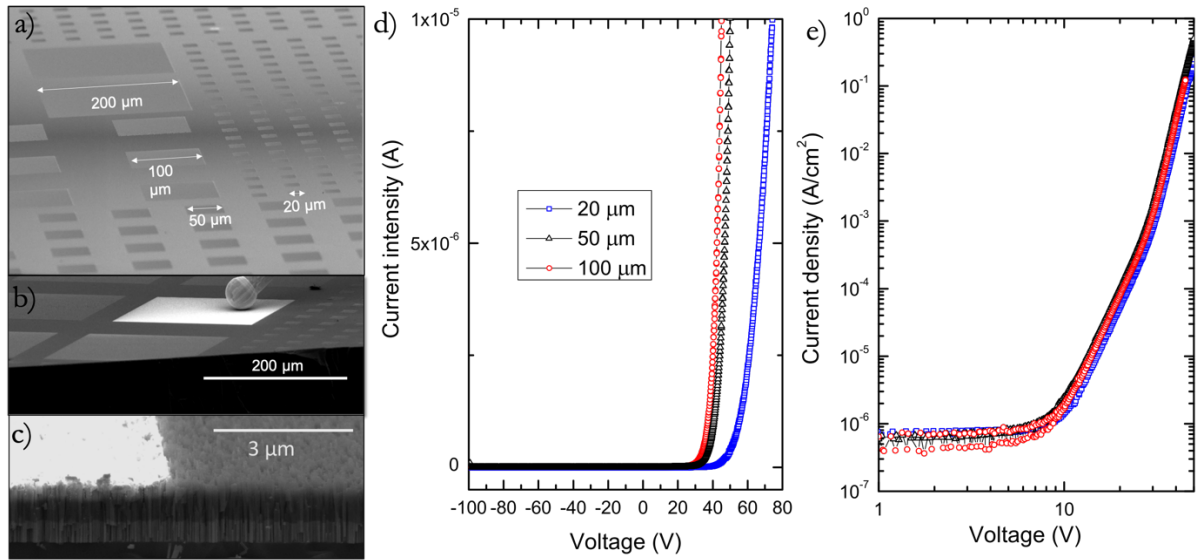 a)
200 µm
100
µm
50 µm
20 µm
b)
200 µm
c)
3 µm
d)
1x10⁻⁵
5x10⁻⁶
0
Current intensity (A)
20 µm
50 µm
100 µm
-100 -80 -60 -40 -20 0 20 40 60 80
Voltage (V)
e)
10⁰
10⁻¹
10⁻²
10⁻³
10⁻⁴
10⁻⁵
10⁻⁶
10⁻⁷
Current density (A/cm²)
1 10
Voltage (V)